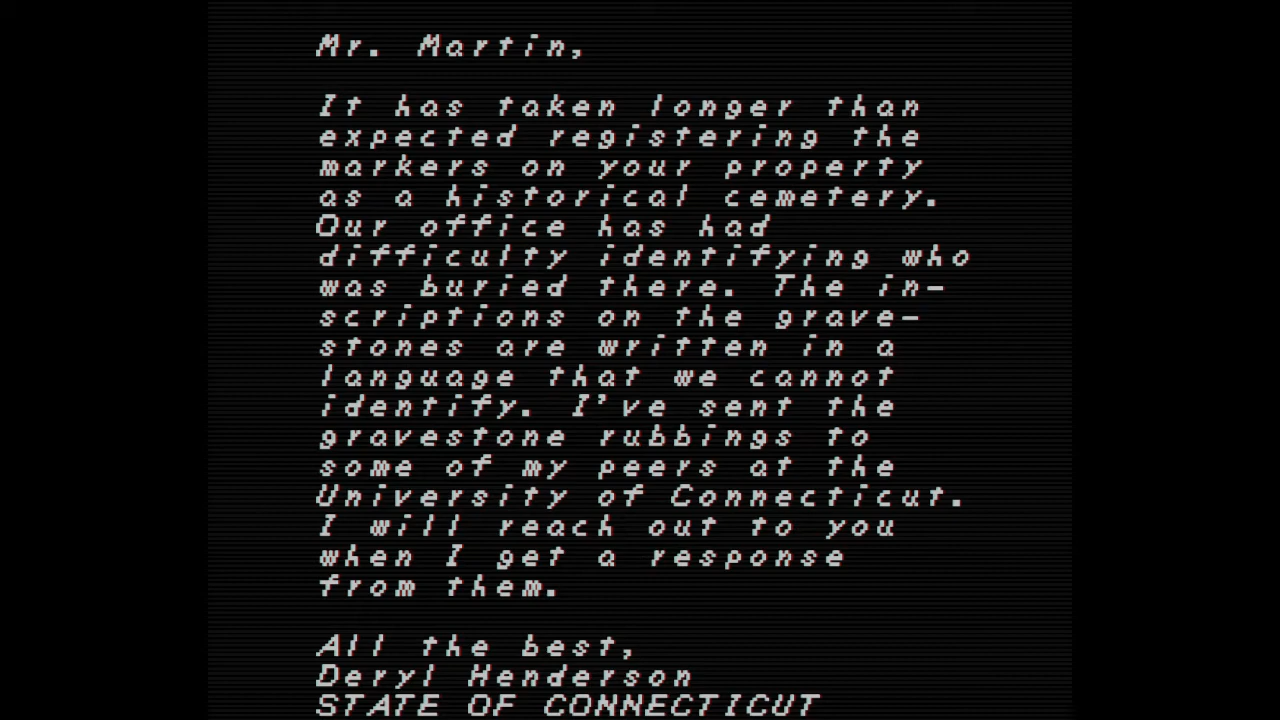 Mr. Martin,
It has taken longer than
expected registering the
markers on your property
as a historical cemetery.
Our office has had
difficulty identifying who
was buried there. The in-
scriptions on the grave-
stones are written in a
language that we cannot
identify. I've sent the
gravestone rubbings to
some of my peers at the
University of Connecticut.
I will reach out to you
when I get a response
from them.
All the best,
Deryl Henderson
STATE OF CONNECTICUT